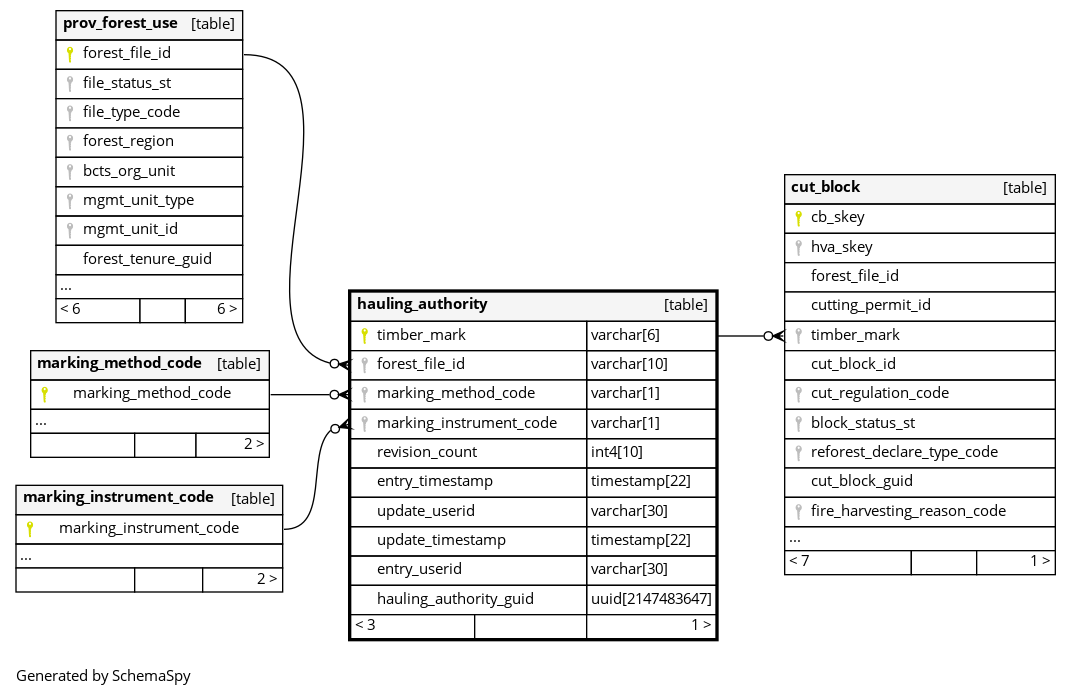 prov_forest_use [table]
forest_file_id
file_status_st
file_type_code
forest_region
bcts_org_unit
mgmt_unit_type
mgmt_unit_id
forest_tenure_guid
...
< 6 6 >
marking_method_code [table]
marking_method_code
...
2 >
marking_instrument_code [table]
marking_instrument_code
...
2 >
hauling_authority [table]
timber_mark varchar[6]
forest_file_id varchar[10]
marking_method_code varchar[1]
marking_instrument_code varchar[1]
revision_count int4[10]
entry_timestamp timestamp[22]
update_userid varchar[30]
update_timestamp timestamp[22]
entry_userid varchar[30]
hauling_authority_guid uuid[2147483647]
< 3 1 >
cut_block [table]
cb_skey
hva_skey
forest_file_id
cutting_permit_id
timber_mark
cut_block_id
cut_regulation_code
block_status_st
reforest_declare_type_code
cut_block_guid
fire_harvesting_reason_code
...
< 7 1 >
Generated by SchemaSpy